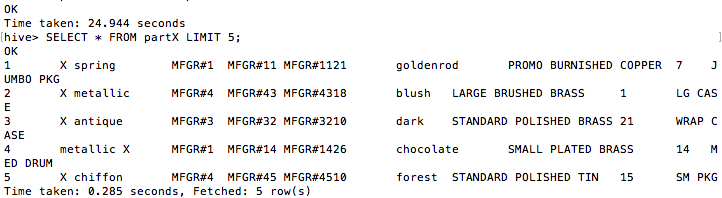 OK
Time taken: 24.944 seconds
[hive> SELECT * FROM partX LIMIT 5; ]
OK
1 X spring MFGR#1 MFGR#11 MFGR#1121 goldenrod PROMO BURNISHED COPPER 7 J
UMBO PKG
2 X metallic MFGR#4 MFGR#43 MFGR#4318 blush LARGE BRUSHED BRASS 1 LG CAS
E
3 X antique MFGR#3 MFGR#32 MFGR#3210 dark STANDARD POLISHED BRASS 21 WRAP C
ASE
4 metallic X MFGR#1 MFGR#14 MFGR#1426 chocolate SMALL PLATED BRASS 14 M
ED DRUM
5 X chiffon MFGR#4 MFGR#45 MFGR#4510 forest STANDARD POLISHED TIN 15 SM PKG
Time taken: 0.285 seconds, Fetched: 5 row(s)